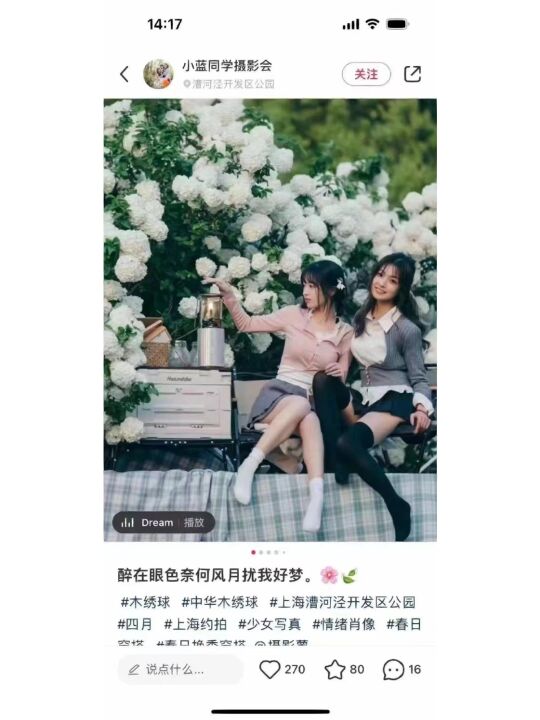 14:17
小蓝同学摄影会
关注
漕河泾开发区公园
Dream 播放
醉在眼色奈何风月扰我好梦。
#木绣球 #中华木绣球 #上海漕河泾开发区公园
#四月 #上海约拍 #少女写真 #情绪肖像 #春日
穿搭 #春日换季穿搭 @摄影薯
说点什么... 270 80 16